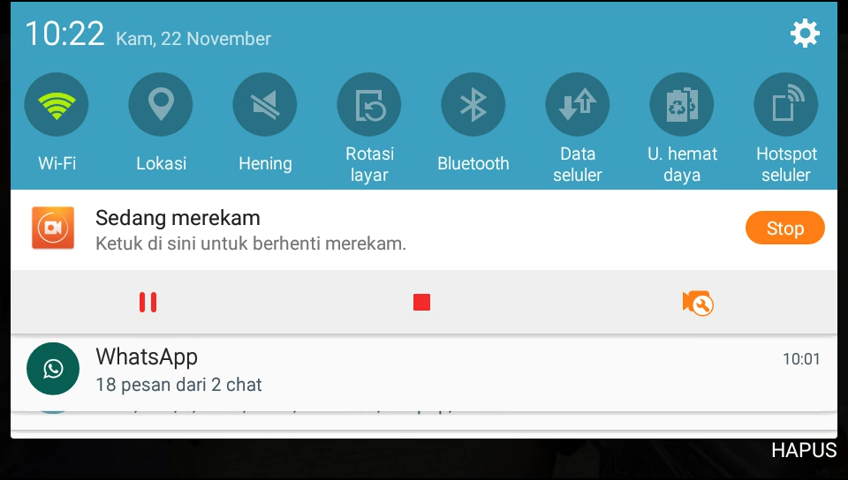 10:22 Kam, 22 November
Wi-Fi
Lokasi
Hening
Rotasi
layar
Bluetooth
Data
seluler
U. hemat
daya
Hotspot
seluler
Sedang merekam
Ketuk di sini untuk berhenti merekam.
Stop
WhatsApp
10:01
18 pesan dari 2 chat
HAPUS